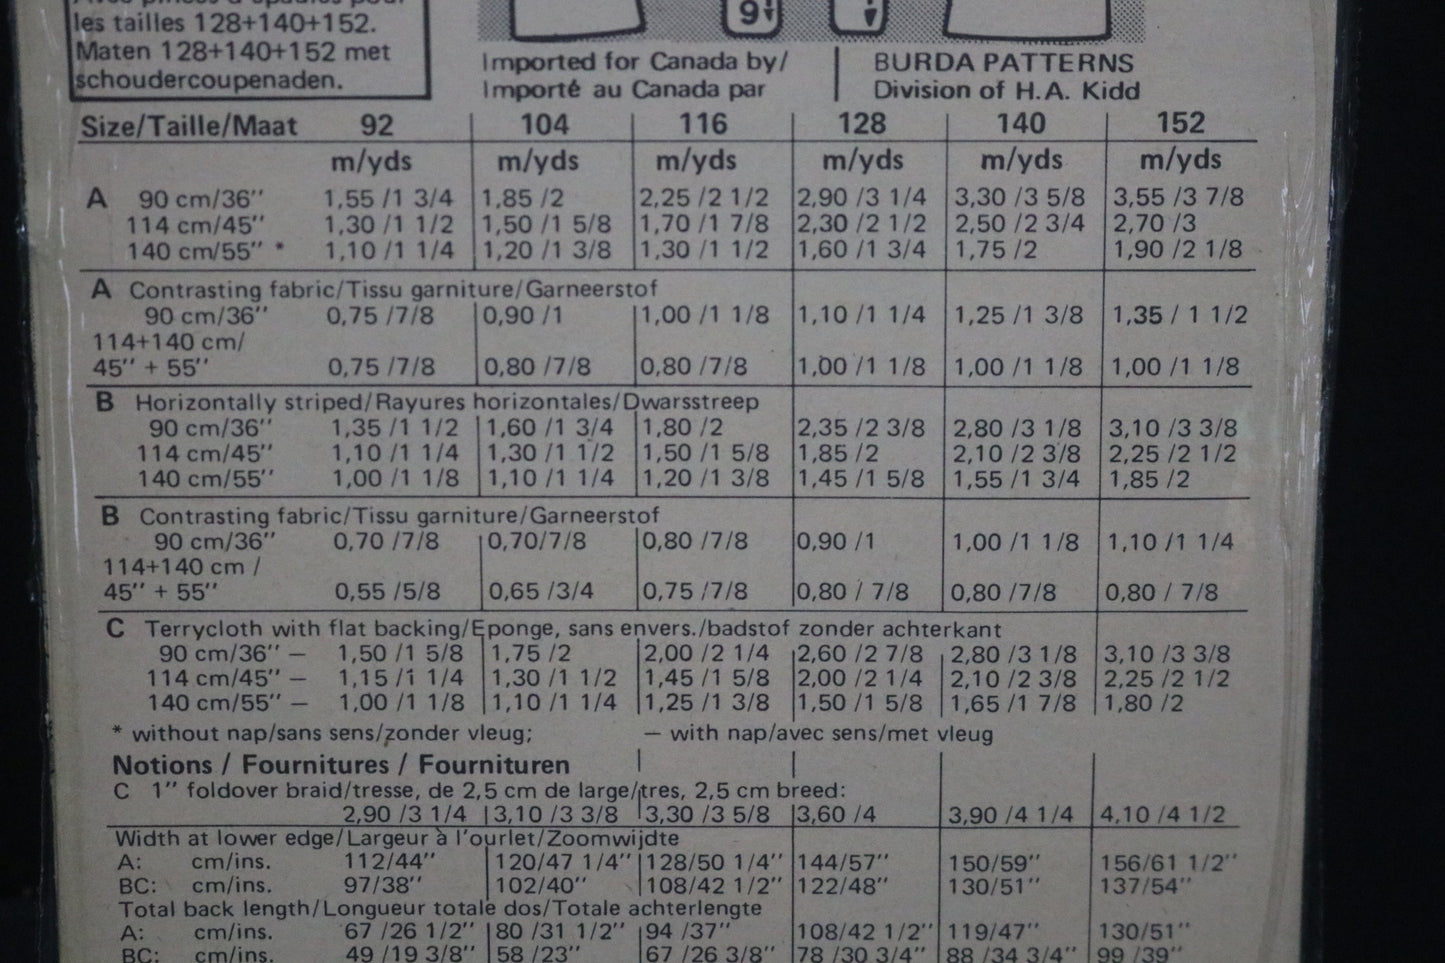 les tailles 128+140+152.
Maten 128+140+152 met
schoudercoupenaden.
9
Imported for Canada by/
Importé au Canada par
BURDA PATTERNS
Division of H.A. Kidd
Size/Taille/Maat 92 104 116 128 140 152
m/yds m/yds m/yds m/yds m/yds m/yds
A 90 cm/36" 1,55 /1 3/4 1,85 /2 2,25 /2 1/2 2,90 /3 1/4 3,30 /3 5/8 3,55 /3 7/8
114 cm/45" 1,30 /1 1/2 1,50 /1 5/8 1,70 /1 7/8 2,30 /2 1/2 2,50 /2 3/4 2,70 /3
140 cm/55" * 1,10 /1 1/4 1,20 /1 3/8 1,30 /1 1/2 1,60 /1 3/4 1,75 /2 1,90 /2 1/8
A Contrasting fabric/Tissu garniture/Garneerstof
90 cm/36" 0,75 /7/8 0,90 /1 1,00 /1 1/8 1,10 /1 1/4 1,25 /1 3/8 1,35 / 1 1/2
114+140 cm/
45" + 55" 0,75 /7/8 0,80 /7/8 0,80 /7/8 1,00 /1 1/8 1,00 /1 1/8 1,00 /1 1/8
B Horizontally striped/Rayures horizontales/Dwarsstreep
90 cm/36" 1,35 /1 1/2 1,60 /1 3/4 1,80 /2 2,35 /2 3/8 2,80 /3 1/8 3,10 /3 3/8
114 cm/45" 1,10 /1 1/4 1,30 /1 1/2 1,50 /1 5/8 1,85 /2 2,10 /2 3/8 2,25 /2 1/2
140 cm/55" 1,00 /1 1/8 1,10 /1 1/4 1,20 /1 3/8 1,45 /1 5/8 1,55 /1 3/4 1,85 /2
B Contrasting fabric/Tissu garniture/Garneerstof
90 cm/36" 0,70 /7/8 0,70/7/8 0,80 /7/8 0,90 /1 1,00 /1 1/8 1,10 /1 1/4
114+140 cm /
45" + 55" 0,55 /5/8 0,65 /3/4 0,75 /7/8 0,80 / 7/8 0,80 /7/8 0,80 / 7/8
C Terrycloth with flat backing/Eponge, sans envers./badstof zonder achterkant
90 cm/36" – 1,50 /1 5/8 1,75 /2 2,00 /2 1/4 2,60 /2 7/8 2,80 /3 1/8 3,10 /3 3/8
114 cm/45" – 1,15 /1 1/4 1,30 /1 1/2 1,45 /1 5/8 2,00 /2 1/4 2,10 /2 3/8 2,25 /2 1/2
140 cm/55" – 1,00 /1 1/8 1,10 /1 1/4 1,25 /1 3/8 1,50 /1 5/8 1,65 /1 7/8 1,80 /2
* without nap/sans sens/zonder vleug; – with nap/avec sens/met vleug
Notions / Fournitures / Fournituren
C 1" foldover braid/tresse, de 2,5 cm de large/tres, 2,5 cm breed:
2,90 /3 1/4 3,10 /3 3/8 3,30 /3 5/8 3,60 /4 3,90 /4 1/4 4,10 /4 1/2
Width at lower edge/Largeur à l'ourlet/Zoomwijdte
A: cm/ins. 112/44" 120/47 1/4" 128/50 1/4" 144/57" 150/59" 156/61 1/2"
BC: cm/ins. 97/38" 102/40" 108/42 1/2" 122/48" 130/51" 137/54"
Total back length/Longueur totale dos/Totale achterlengte
A: cm/ins. 67 /26 1/2" 80 /31 1/2" 94 /37" 108/42 1/2" 119/47" 130/51"
BC: cm/ins. 49 /19 3/8" 58 /23" 67 /26 3/8" 78 /30 3/4" 88 /34 3/4" 99 /39"